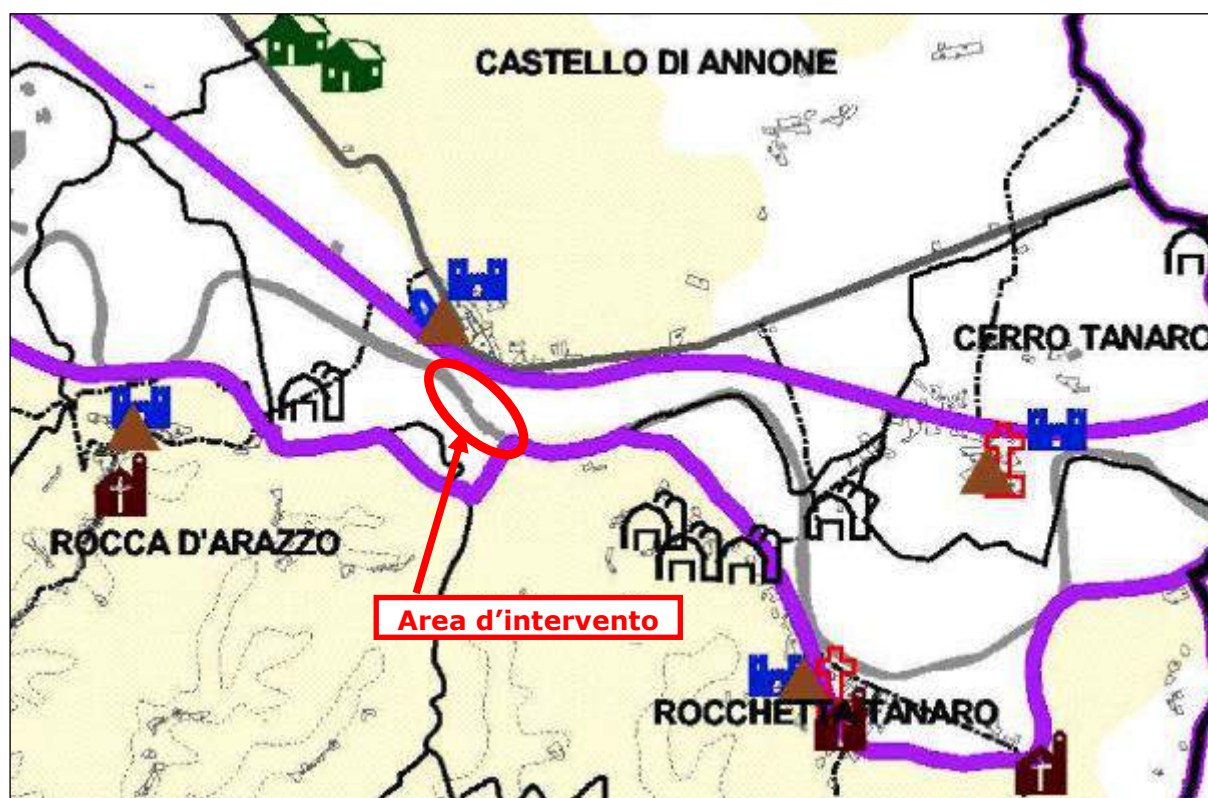 CASTELLO DI ANNONE
CERRO TANARO
ROCCA D'ARAZZO
Area d’intervento
ROCCHETTA TANARO